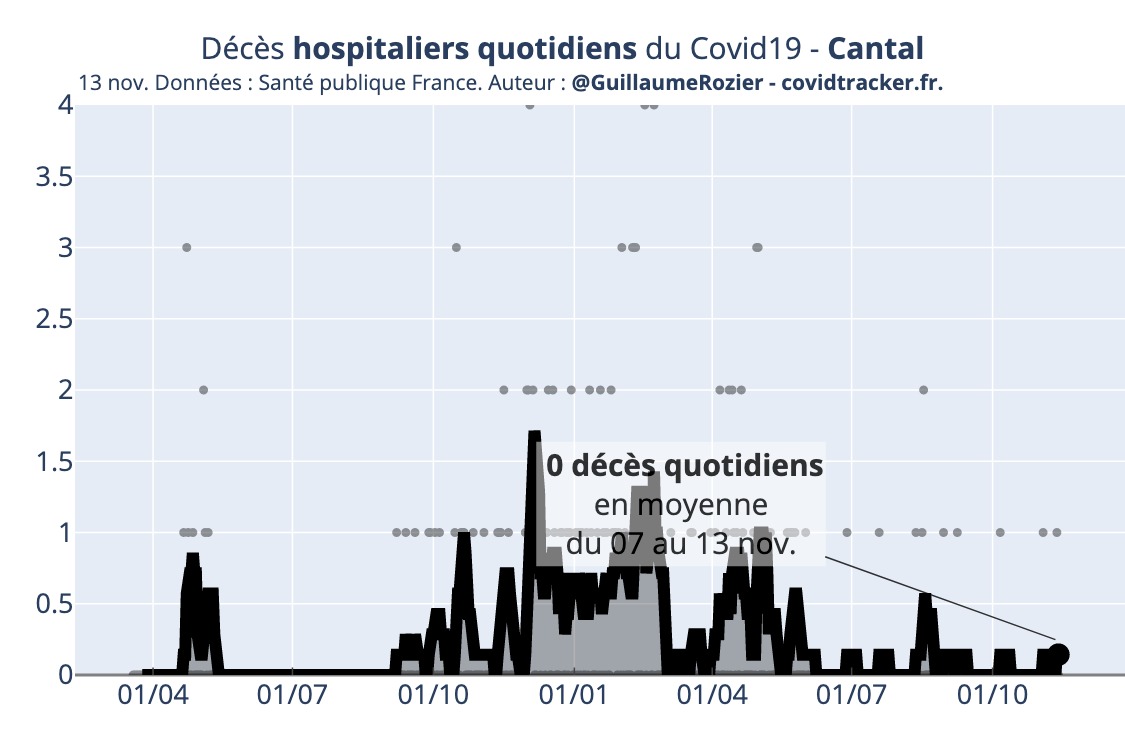 Décès hospitaliers quotidiens du Covid19 - Cantal
13 nov. Données : Santé publique France. Auteur : @GuillaumeRozier - covidtracker.fr.
4
3.5
3
2.5
2
1.5
1
0.5
0
0 décès quotidiens
en moyenne
du 07 au 13 nov.
01/04 01/07 01/10 01/01 01/04 01/07 01/10